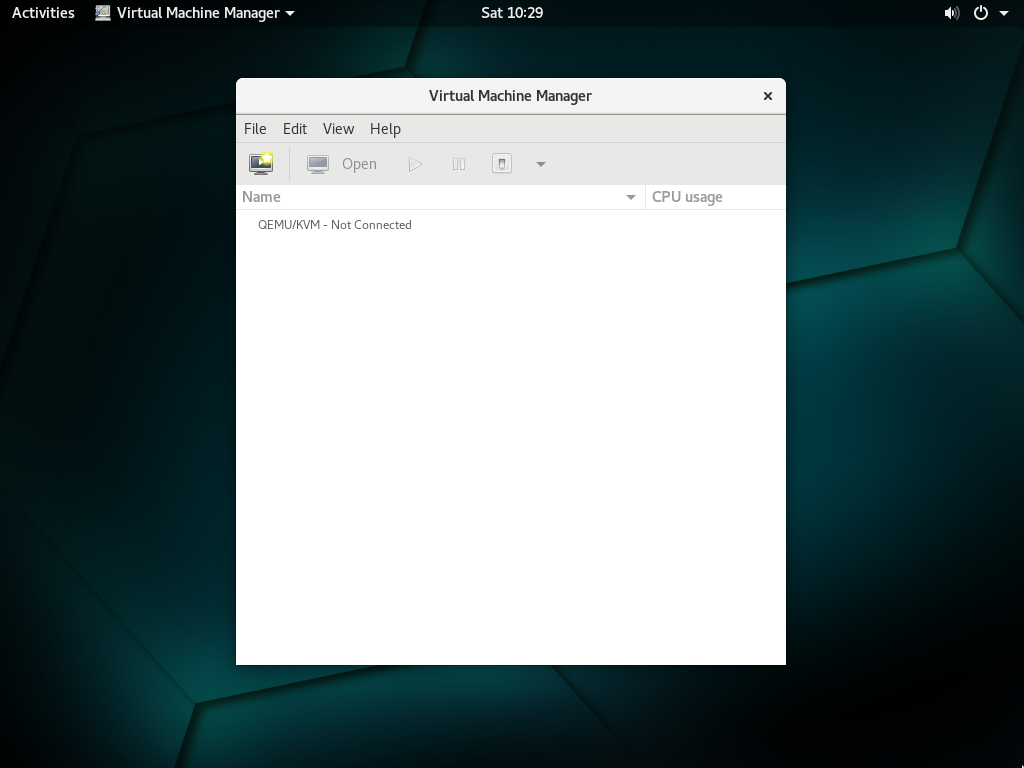 Activities Virtual Machine Manager Sat 10:29
Virtual Machine Manager
File Edit View Help
Open
Name CPU usage
QEMU/KVM - Not Connected